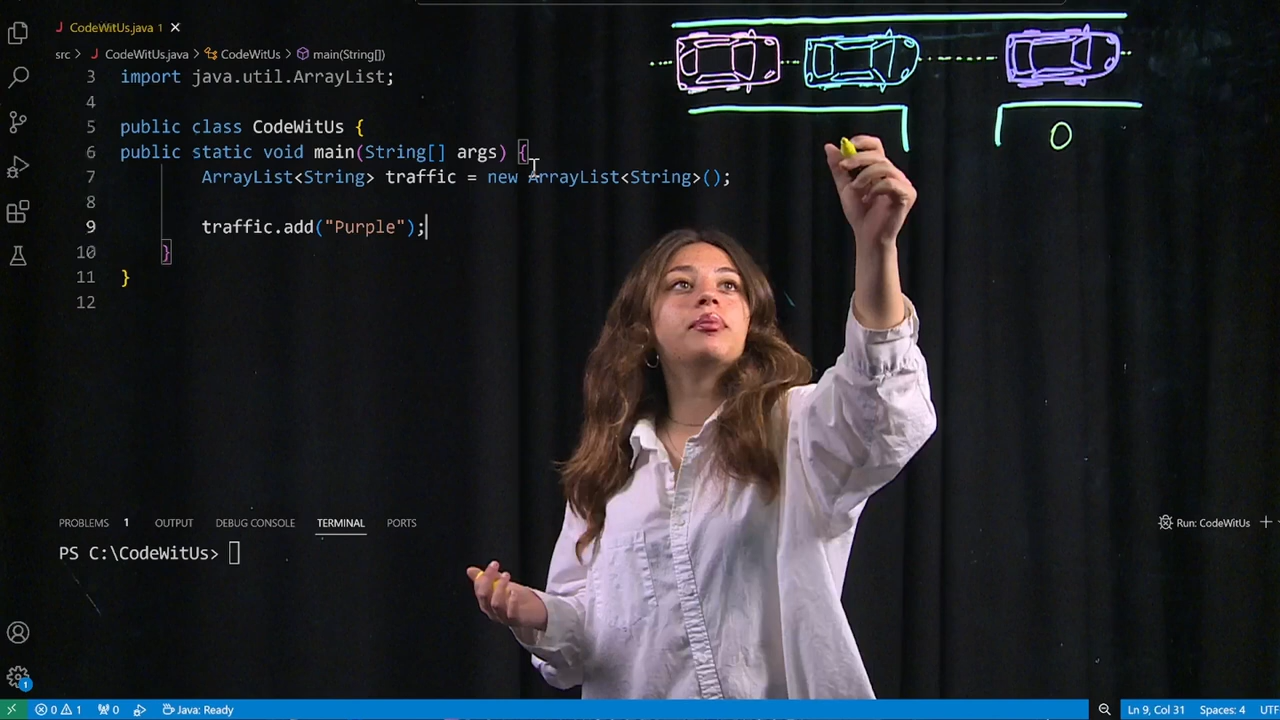 CodeWitUs.java 1
src > CodeWitUs.java > CodeWitUs > main(String[])
3 import java.util.ArrayList;
4
5 public class CodeWitUs {
6 public static void main(String[] args) {
7 ArrayList<String> traffic = new ArrayList<String>();
8
9 traffic.add("Purple");
10 }
11 }
12
0
PROBLEMS 1 OUTPUT DEBUG CONSOLE TERMINAL PORTS
Run: CodeWitUs
PS C:\CodeWitUs>
1
0 1 0 Java: Ready Ln 9, Col 31 Spaces: 4 UTF